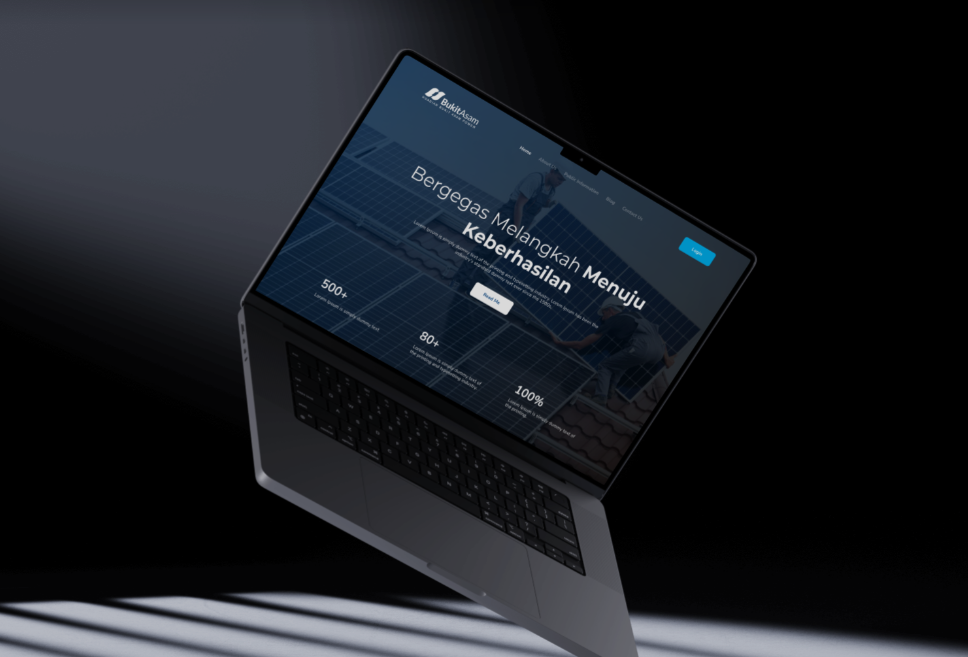 BukitAsam
Home
About
Recent Information
Blog
Contact Us
Login
Bergegas Melangkah Menuju
Keberhasilan
Lorem Ipsum is simply dummy text of the printing and typesetting industry. Lorem Ipsum has been the
industry's standard dummy text ever since the 1500s,
Read Me
500+
Lorem Ipsum is simply dummy text
80+
Lorem Ipsum is simply dummy text of
the printing and typesetting industry.
100%
Lorem Ipsum is simply dummy text of
the printing